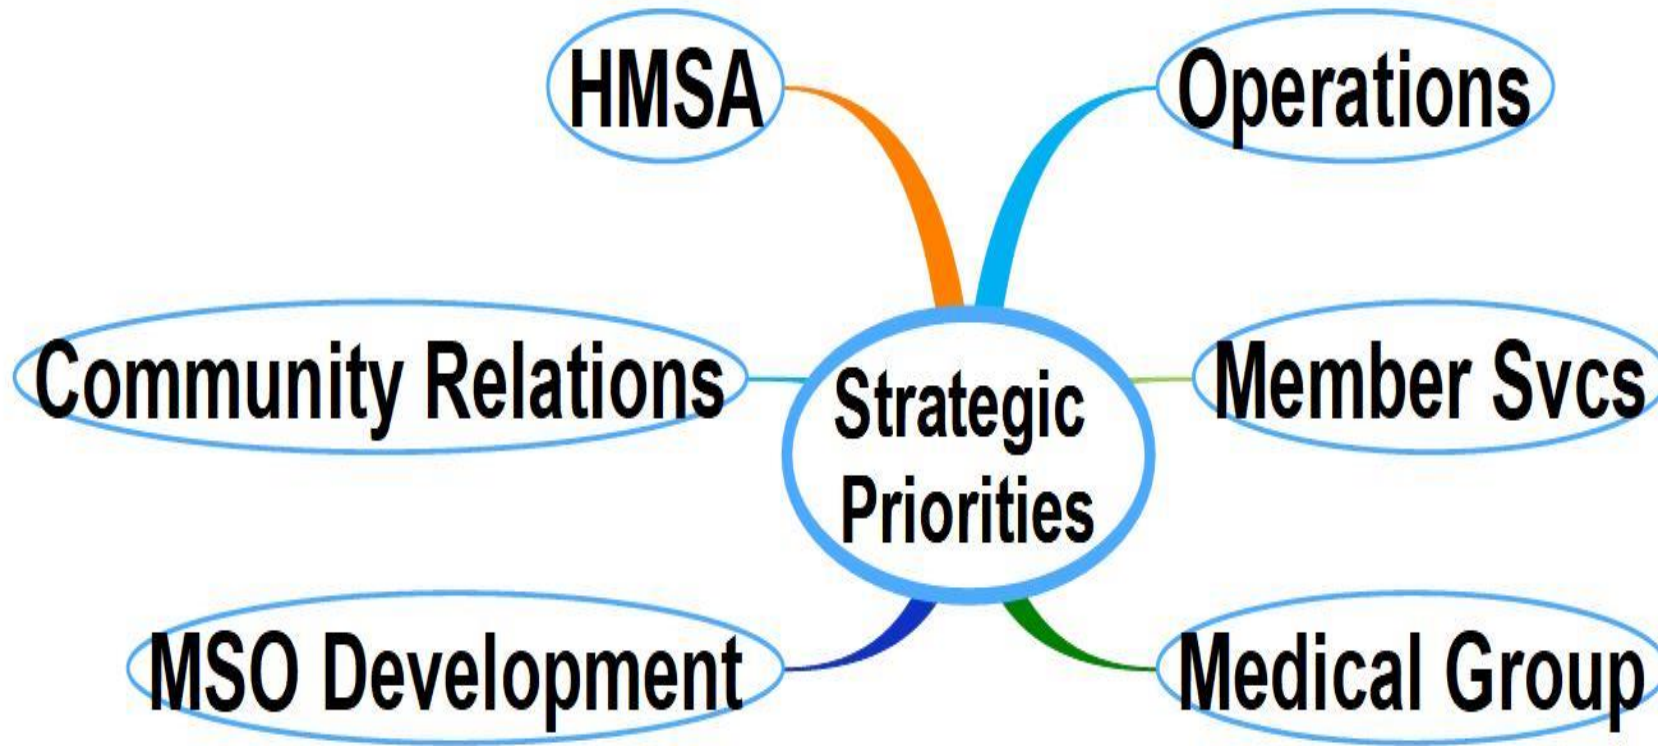 HMSA
Operations
Community Relations
Strategic
Priorities
Member Svcs
MSO Development
Medical Group